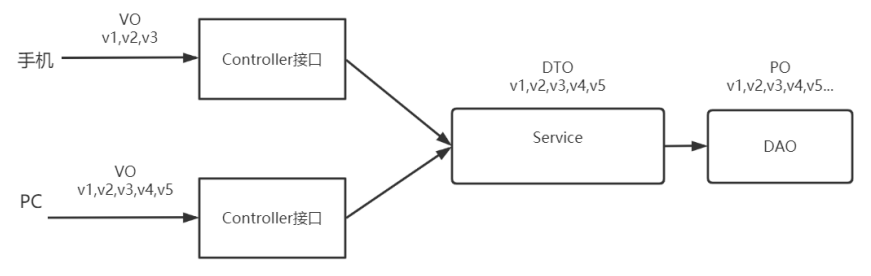 VO
v1,v2,v3
手机
Controller接口
DTO
v1,v2,v3,v4,v5
Service
PO
v1,v2,v3,v4,v5...
DAO
VO
v1,v2,v3,v4,v5
PC
Controller接口